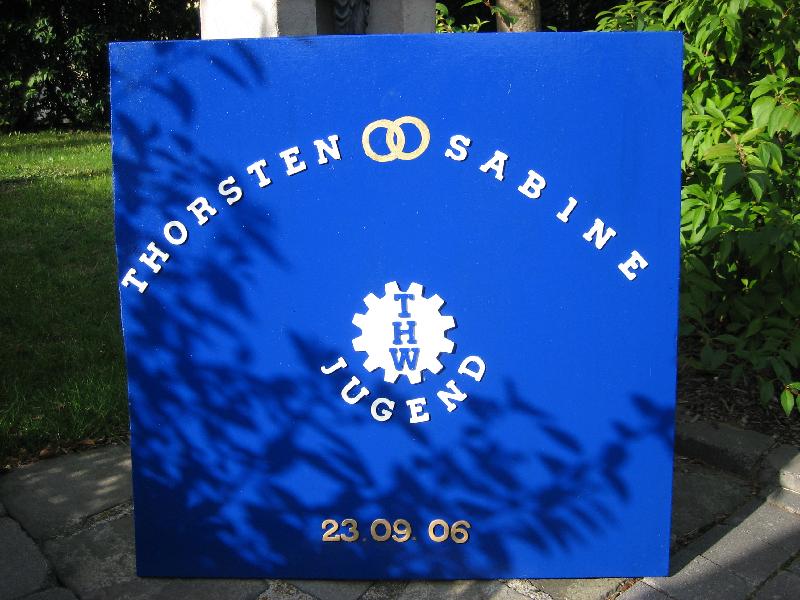 THORSTEN SABINE
THW
JUGEND
23.09.06